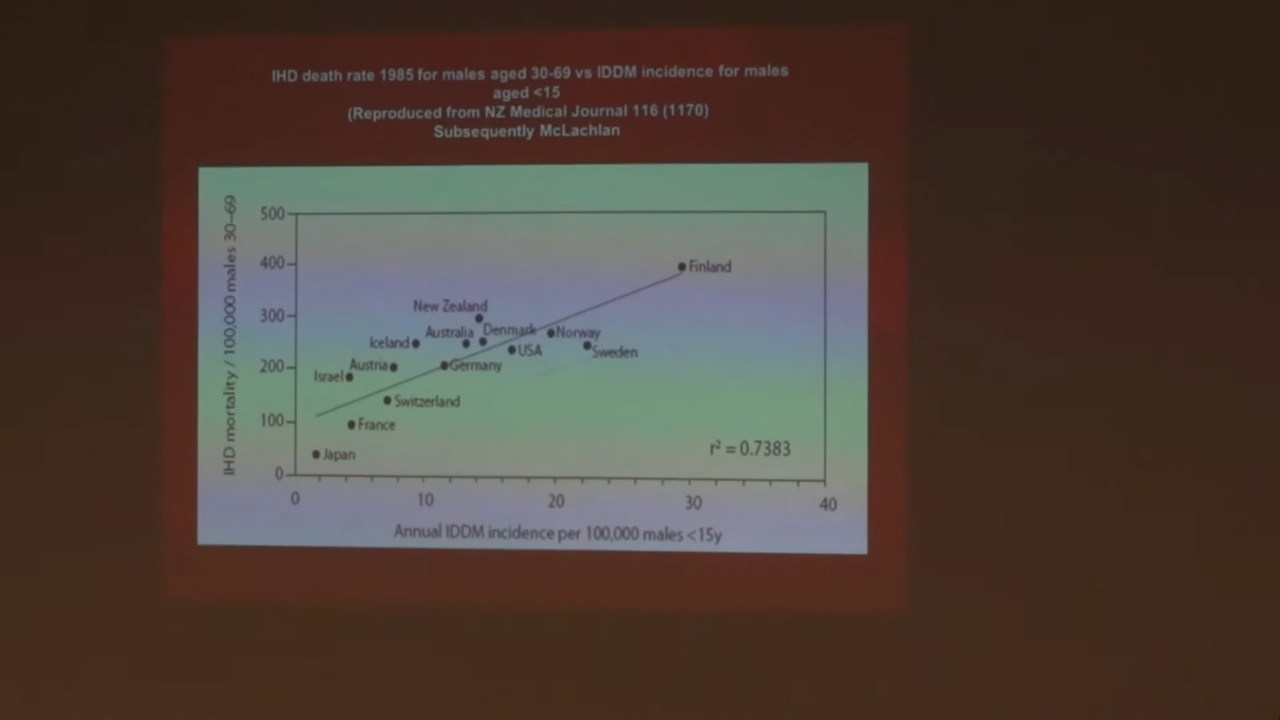 IHD death rate 1985 for males aged 30-69 vs IDDM incidence for males
aged <15
(Reproduced from NZ Medical Journal 116 (1170)
Subsequently McLachlan
IHD mortality / 100,000 males 30–69
500
400
300
200
100
0
Finland
New Zealand
Australia
Denmark
Norway
Iceland
USA
Sweden
Austria
Germany
Israel
Switzerland
France
Japan
r² = 0.7383
0 10 20 30 40
Annual IDDM incidence per 100,000 males <15y